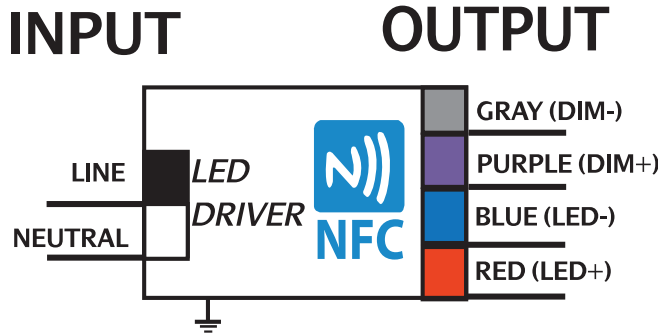 INPUT
OUTPUT
LINE
NEUTRAL
LED
DRIVER
N
NFC
GRAY (DIM-)
PURPLE (DIM+)
BLUE (LED-)
RED (LED+)